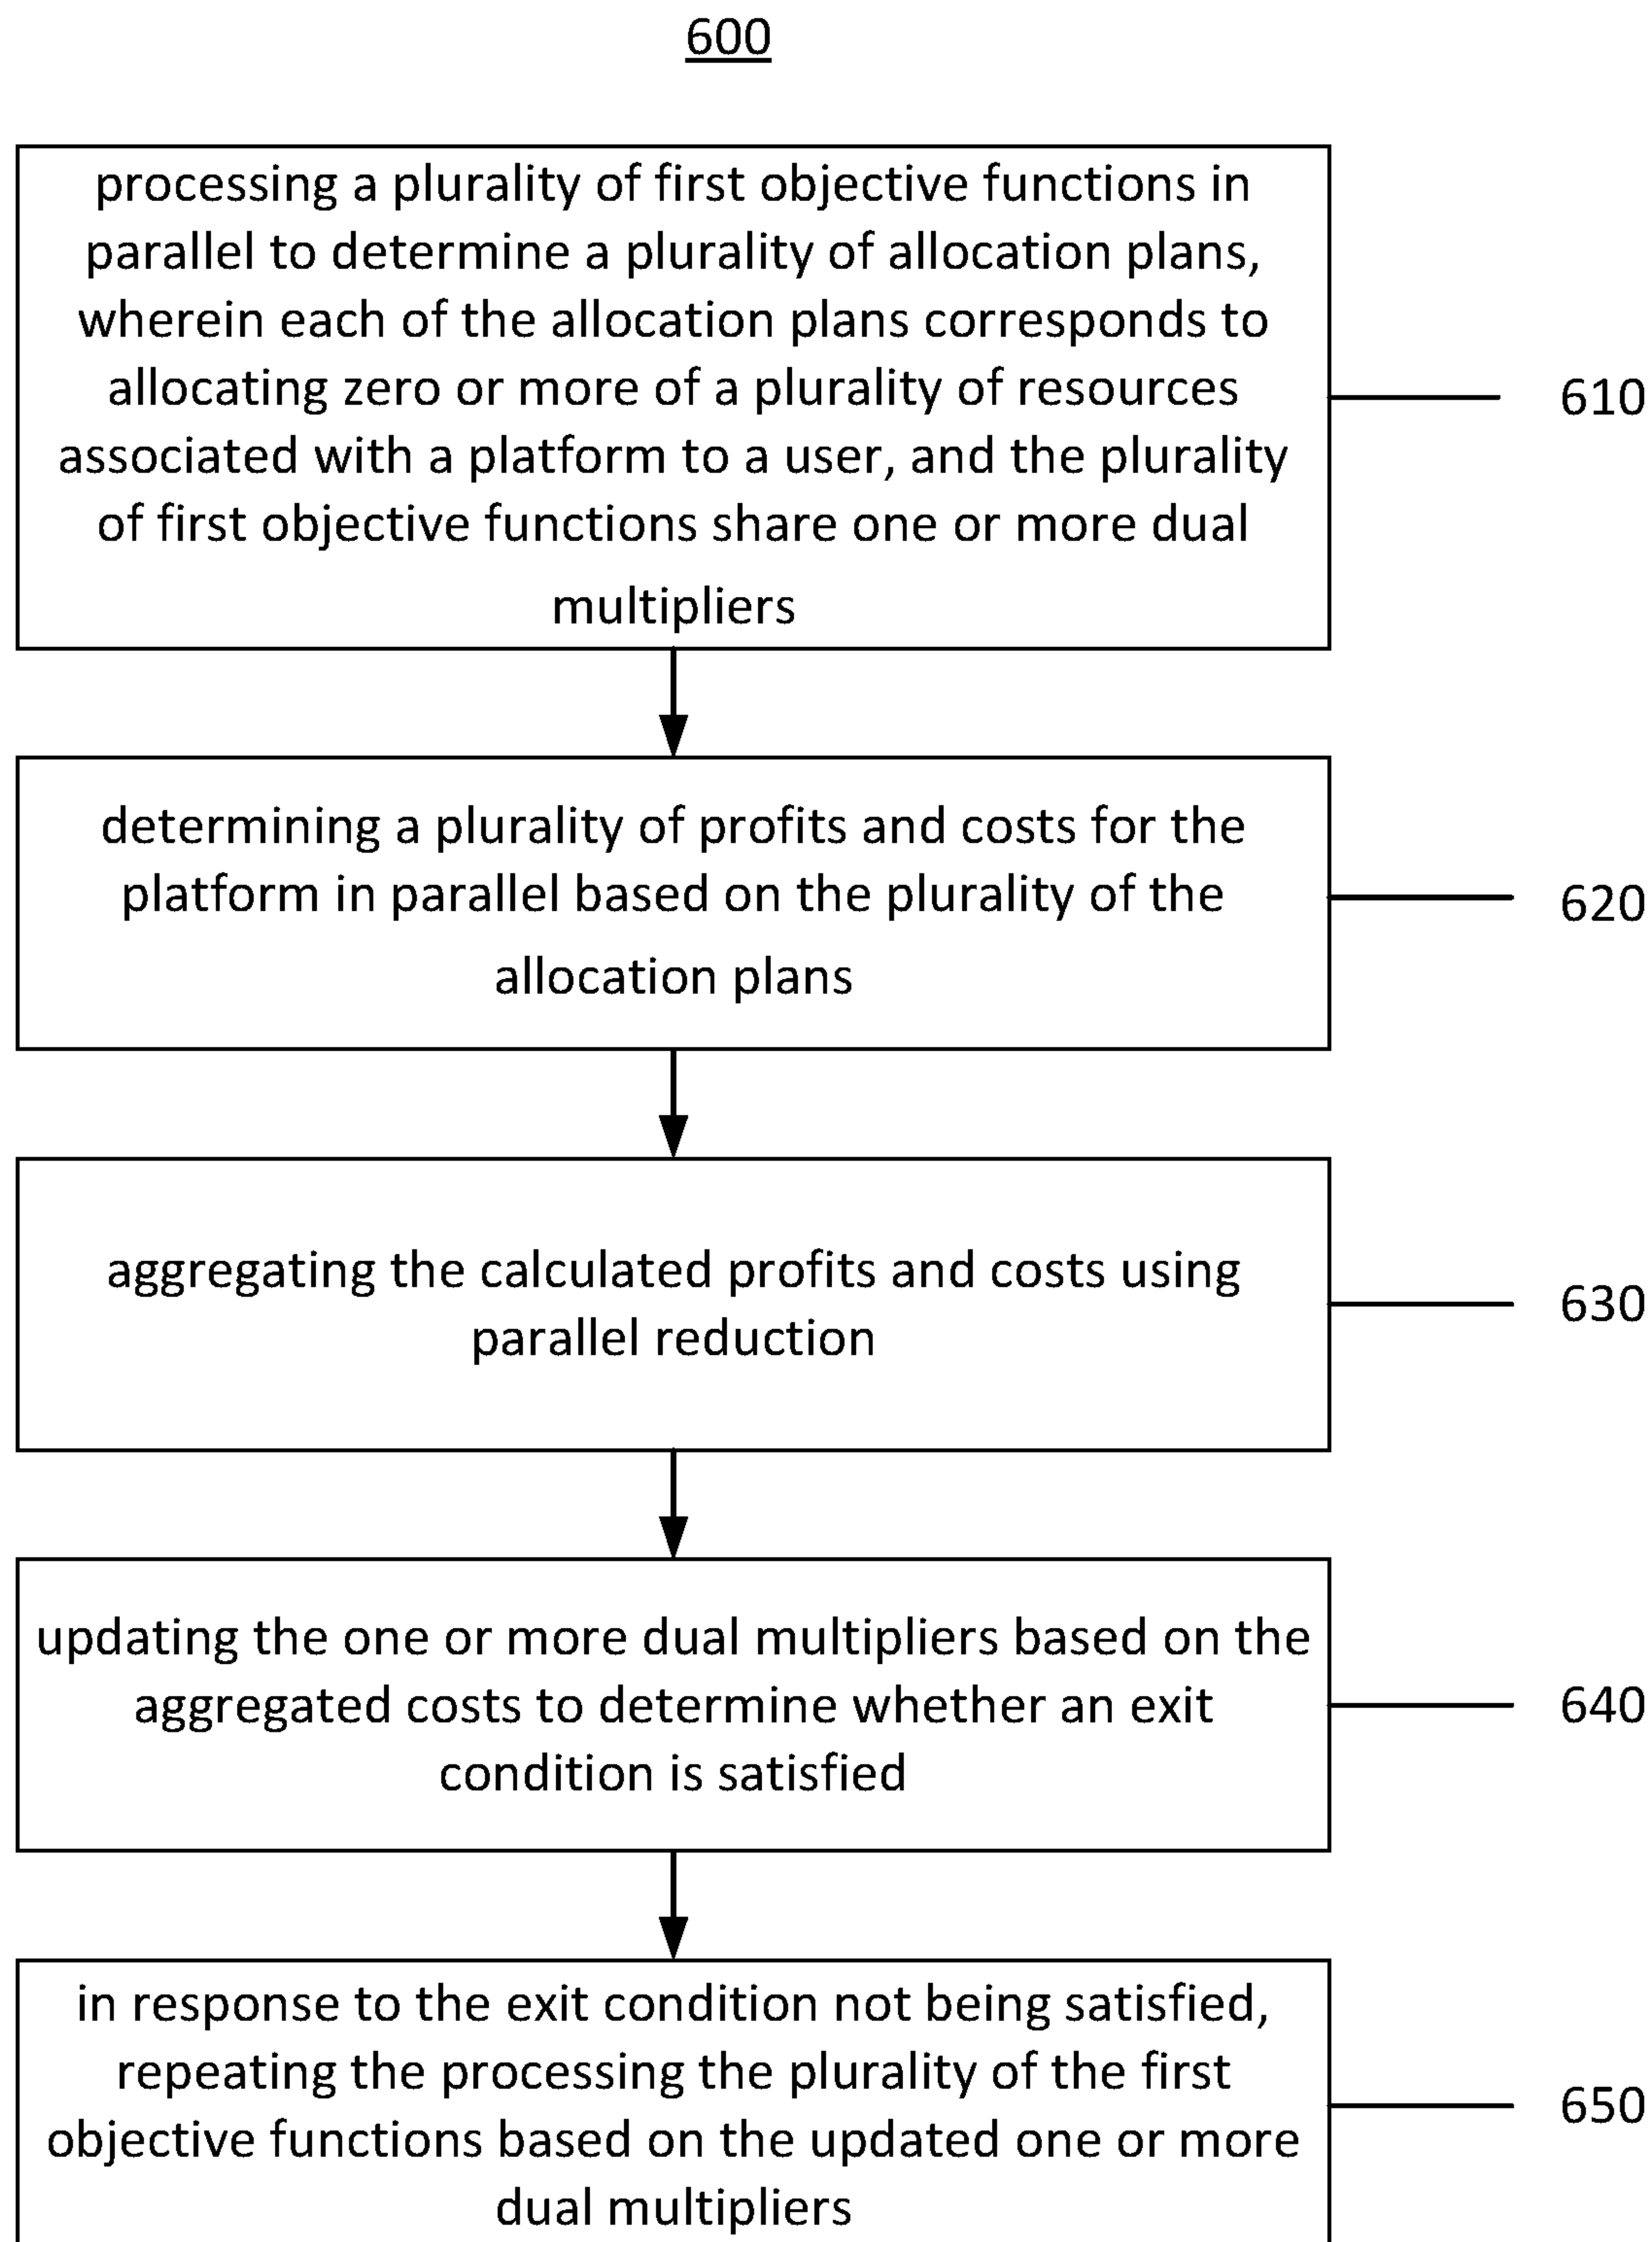 600
processing a plurality of first objective functions in
parallel to determine a plurality of allocation plans,
wherein each of the allocation plans corresponds to
allocating zero or more of a plurality of resources
associated with a platform to a user, and the plurality
of first objective functions share one or more dual
multipliers
610
determining a plurality of profits and costs for the
platform in parallel based on the plurality of the
allocation plans
620
aggregating the calculated profits and costs using
parallel reduction
630
updating the one or more dual multipliers based on the
aggregated costs to determine whether an exit
condition is satisfied
640
in response to the exit condition not being satisfied,
repeating the processing the plurality of the first
objective functions based on the updated one or more
dual multipliers
650